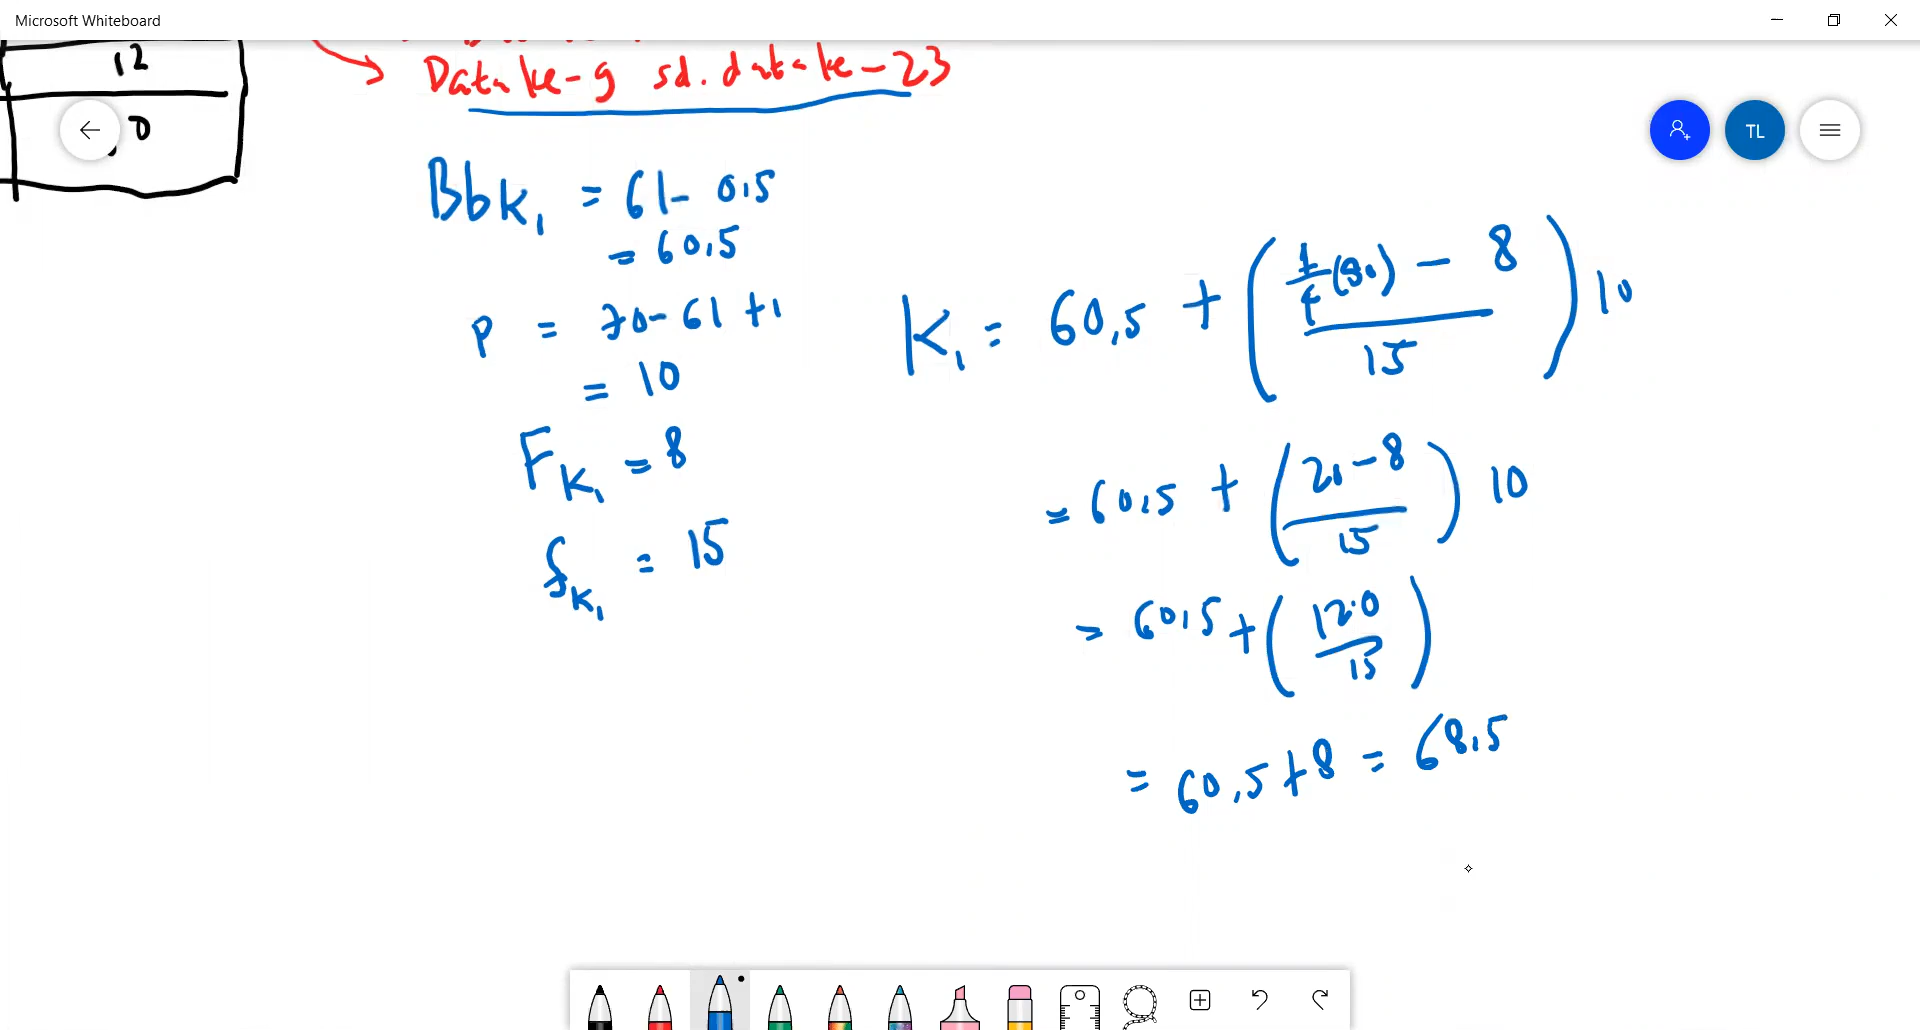 Microsoft Whiteboard
12
Data ke-9 sd. data ke-23
TL
Bbk₁ = 61 - 0,5
= 60,5
p = 70-61+1
= 10
Fk₁ = 8
fk₁ = 15
K₁ = 60,5 + (¼(80) - 8 / 15) 10
= 60,5 + (20-8 / 15) 10
= 60,5 + (120 / 15)
= 60,5 + 8 = 68,5